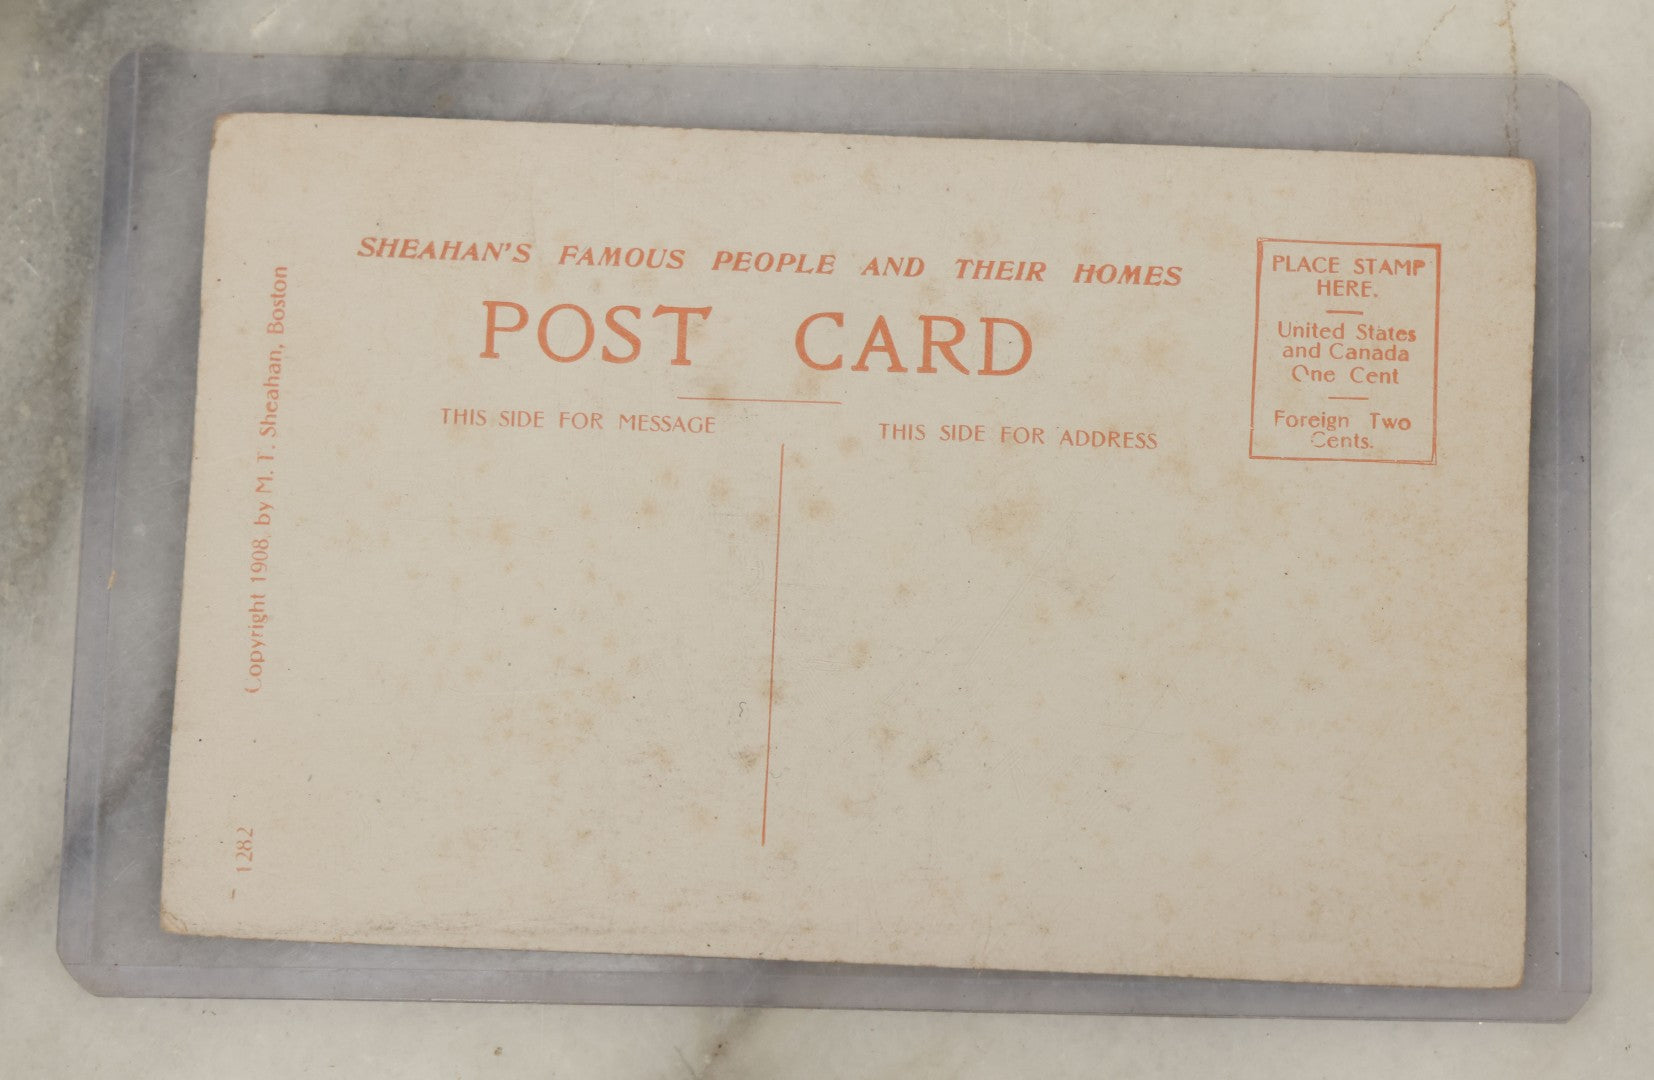 SHEAHAN'S FAMOUS PEOPLE AND THEIR HOMES
POST CARD
THIS SIDE FOR MESSAGE
THIS SIDE FOR ADDRESS
PLACE STAMP
HERE.
United States
and Canada
One Cent
Foreign Two
Cents.
Copyright 1908, by M. T. Sheahan, Boston
1282